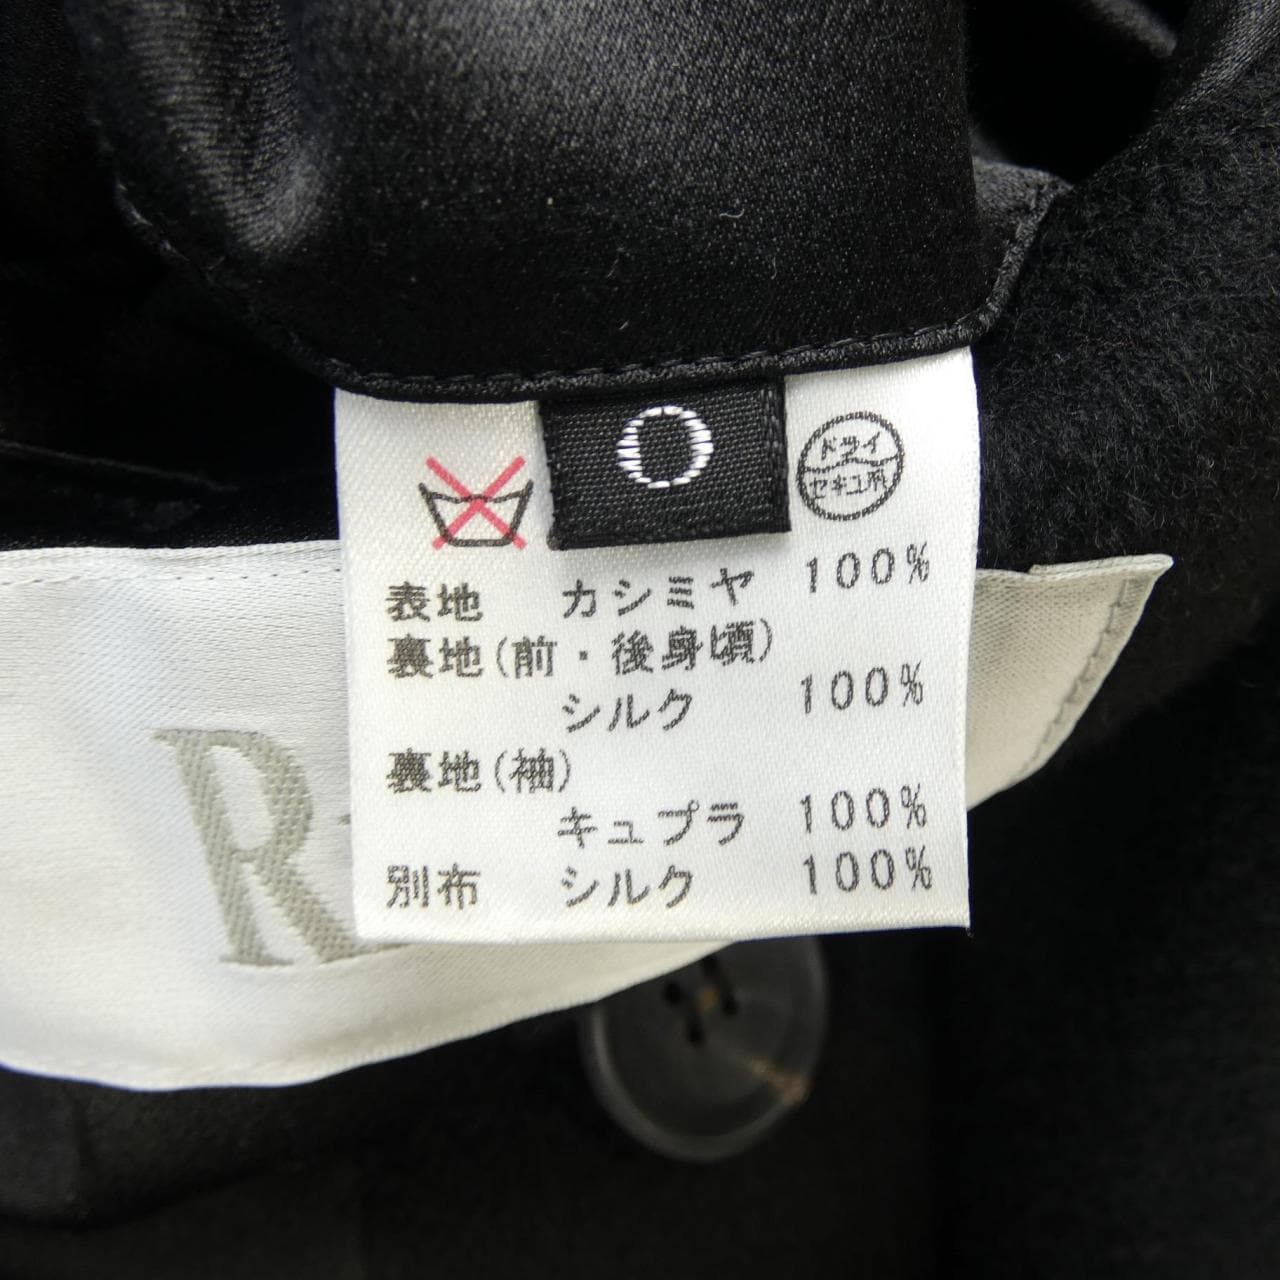 O
ドライ
セキユ系
表地 カシミヤ 100%
裏地(前・後身頃)
シルク 100%
裏地(袖)
キュプラ 100%
別布 シルク 100%
R